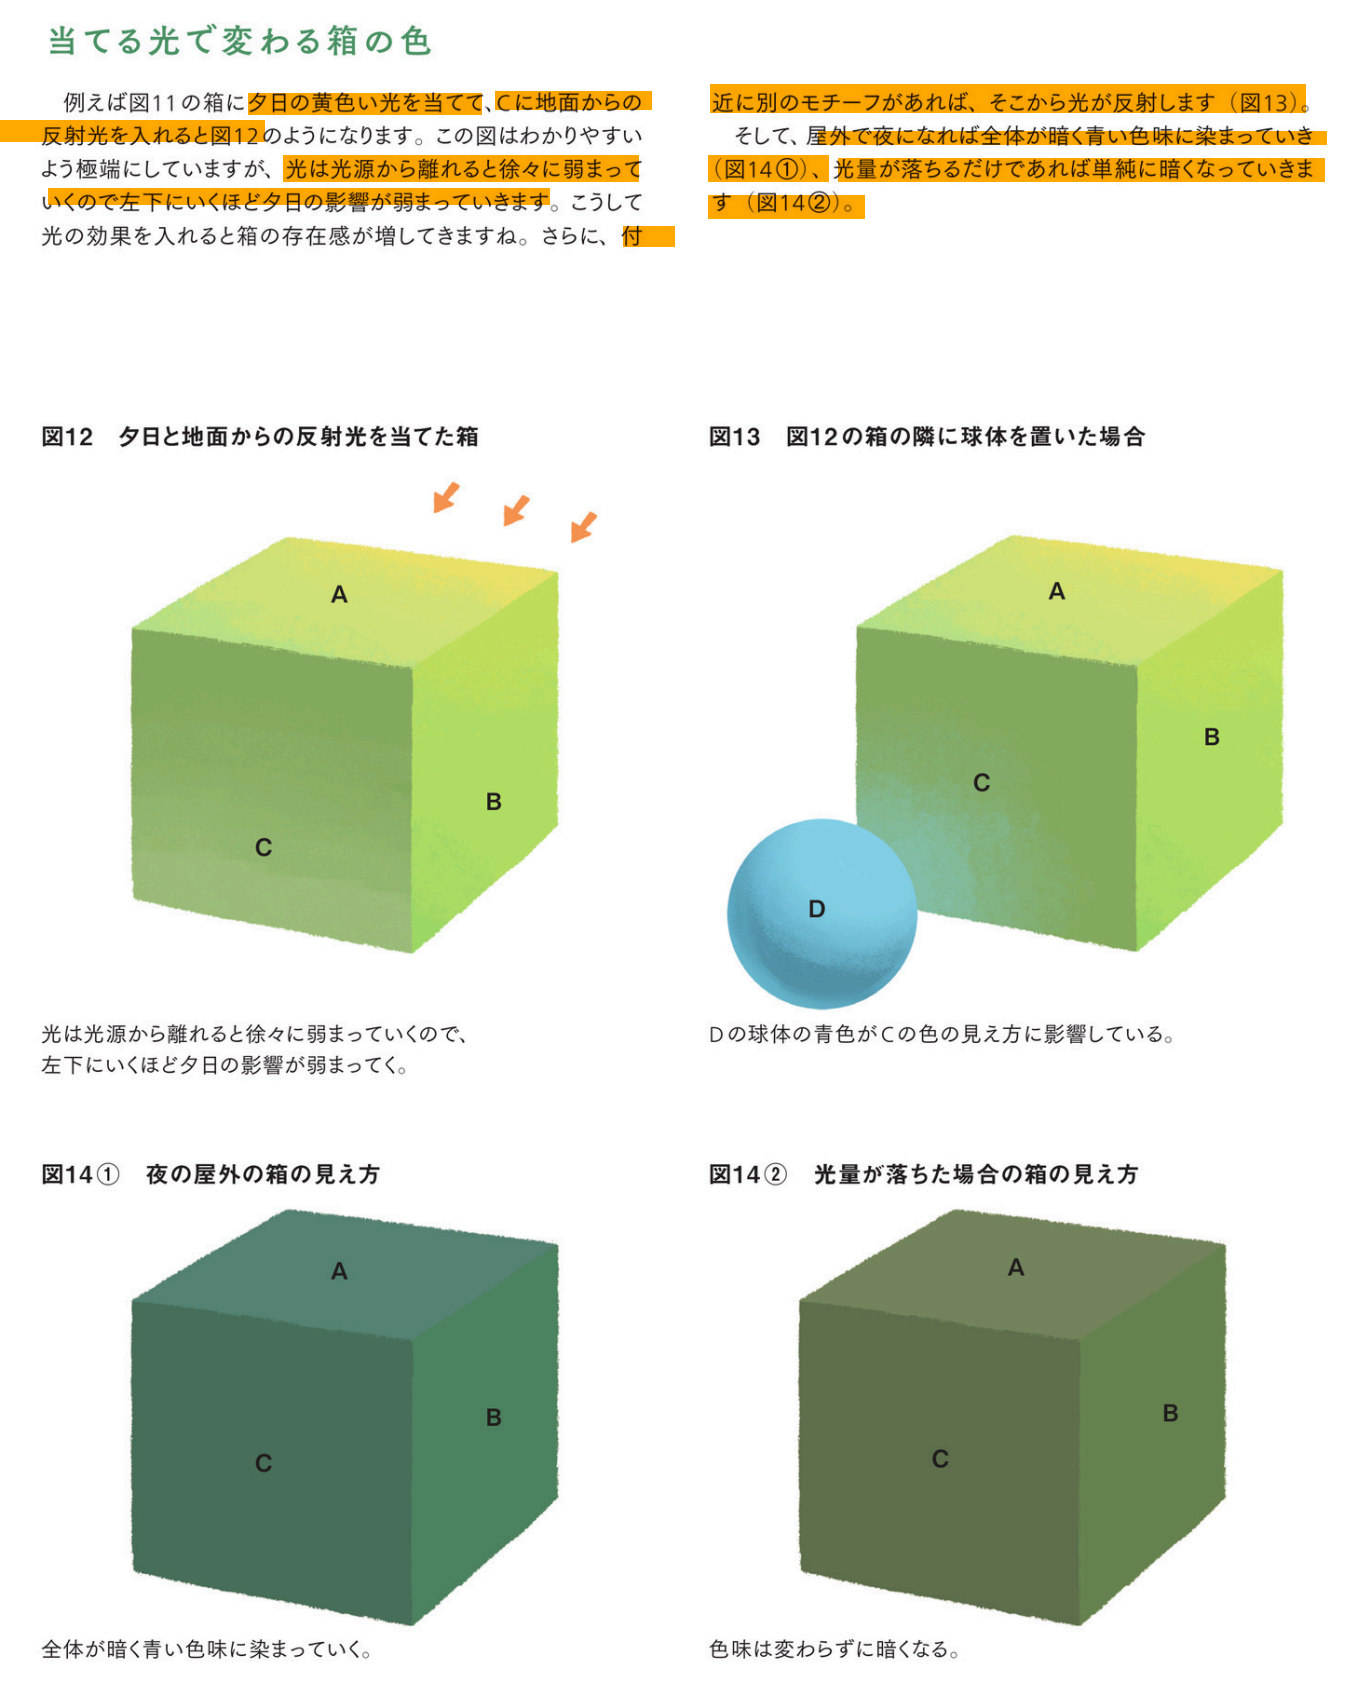 当てる光で変わる箱の色
例えば図11の箱に夕日の黄色い光を当てて、Cに地面からの
反射光を入れると図12のようになります。この図はわかりやすい
よう極端にしていますが、光は光源から離れると徐々に弱まって
いくので左下にいくほど夕日の影響が弱まっていきます。こうして
光の効果を入れると箱の存在感が増してきますね。さらに、付
近に別のモチーフがあれば、そこから光が反射します（図13）。
そして、屋外で夜になれば全体が暗く青い色味に染まっていき
（図14①）、光量が落ちるだけであれば単純に暗くなっていきま
す（図14②）。
図12　夕日と地面からの反射光を当てた箱
A
B
C
光は光源から離れると徐々に弱まっていくので、
左下にいくほど夕日の影響が弱まってく。
図13　図12の箱の隣に球体を置いた場合
A
B
C
D
Dの球体の青色がCの色の見え方に影響している。
図14①　夜の屋外の箱の見え方
A
B
C
全体が暗く青い色味に染まっていく。
図14②　光量が落ちた場合の箱の見え方
A
B
C
色味は変わらずに暗くなる。